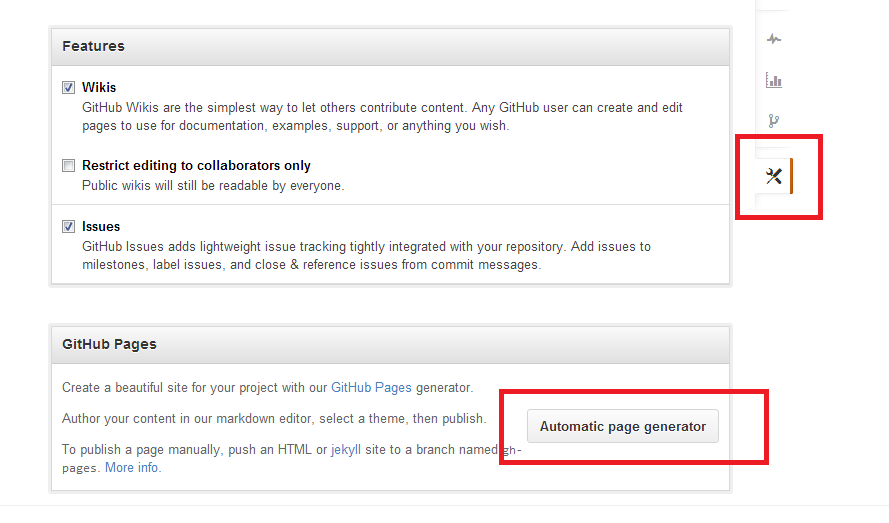 Features
Wikis
GitHub Wikis are the simplest way to let others contribute content. Any GitHub user can create and edit
pages to use for documentation, examples, support, or anything you wish.
Restrict editing to collaborators only
Public wikis will still be readable by everyone.
Issues
GitHub Issues adds lightweight issue tracking tightly integrated with your repository. Add issues to
milestones, label issues, and close & reference issues from commit messages.
GitHub Pages
Create a beautiful site for your project with our GitHub Pages generator.
Author your content in our markdown editor, select a theme, then publish.
Automatic page generator
To publish a page manually, push an HTML or jekyll site to a branch named gh-
pages. More info.